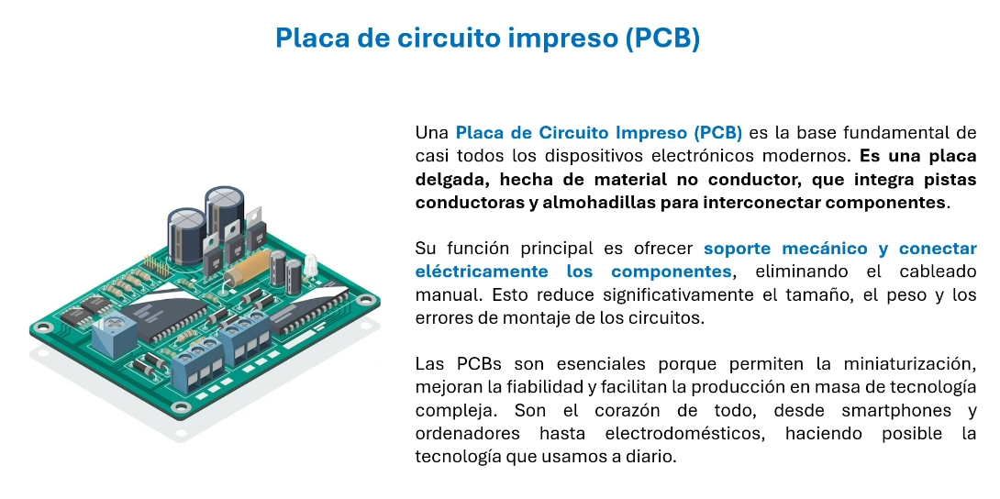 Placa de circuito impreso (PCB)
Una Placa de Circuito Impreso (PCB) es la base fundamental de
casi todos los dispositivos electrónicos modernos. Es una placa
delgada, hecha de material no conductor, que integra pistas
conductoras y almohadillas para interconectar componentes.
Su función principal es ofrecer soporte mecánico y conectar
eléctricamente los componentes, eliminando el cableado
manual. Esto reduce significativamente el tamaño, el peso y los
errores de montaje de los circuitos.
Las PCBs son esenciales porque permiten la miniaturización,
mejoran la fiabilidad y facilitan la producción en masa de tecnología
compleja. Son el corazón de todo, desde smartphones y
ordenadores hasta electrodomésticos, haciendo posible la
tecnología que usamos a diario.